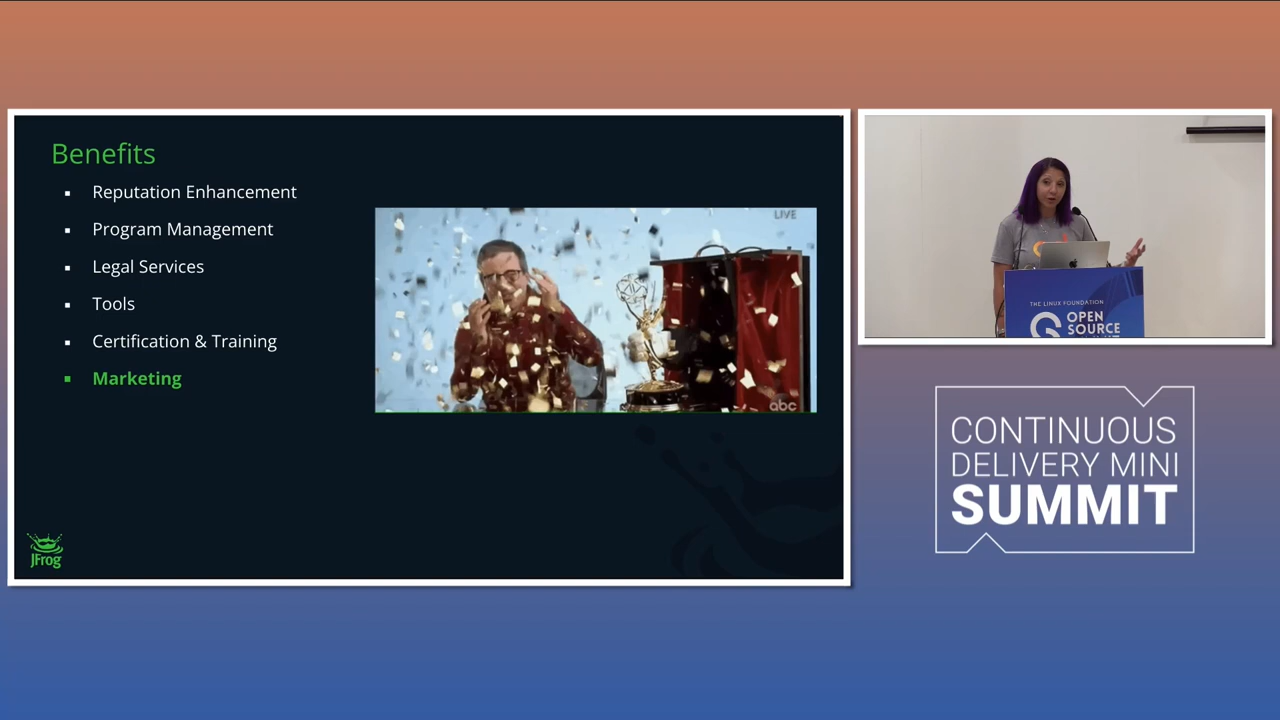 Benefits
Reputation Enhancement
Program Management
Legal Services
Tools
Certification & Training
Marketing
LIVE
abc
JFrog
THE LINUX FOUNDATION
OPEN
SOURCE
CONTINUOUS
DELIVERY MINI
SUMMIT